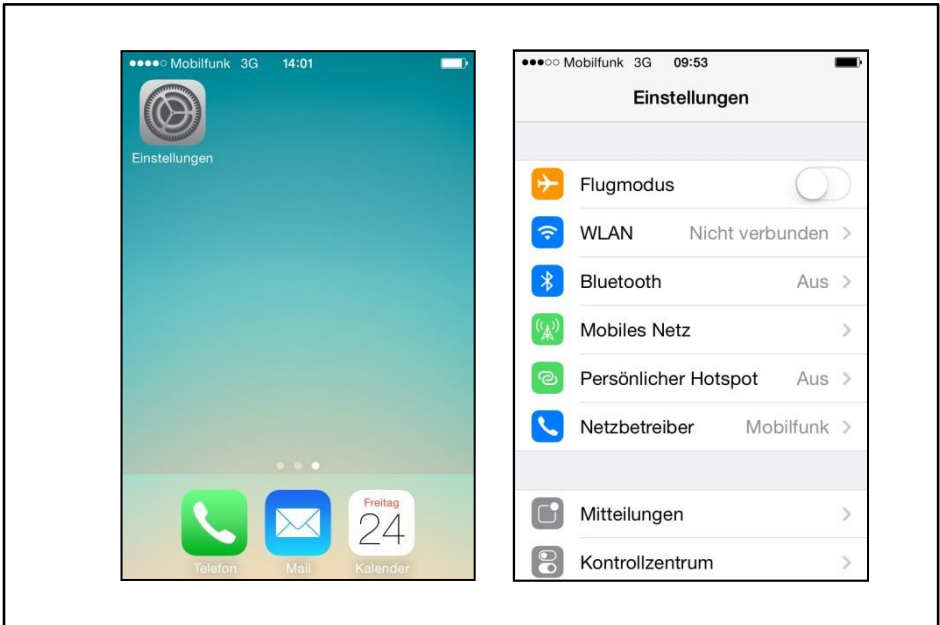 Mobilfunk 3G 14:01
Einstellungen
Freitag
24
Telefon Mail Kalender
Mobilfunk 3G 09:53
Einstellungen
Flugmodus
WLAN Nicht verbunden
Bluetooth Aus
Mobiles Netz
Persönlicher Hotspot Aus
Netzbetreiber Mobilfunk
Mitteilungen
Kontrollzentrum